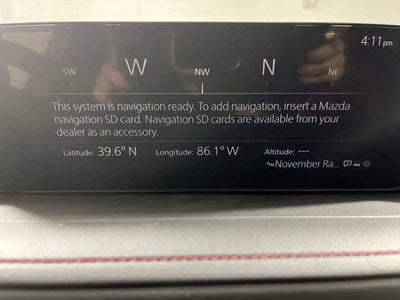 4:11pm
SW W NW N NE
This system is navigation ready. To add navigation, insert a Mazda
navigation SD card. Navigation SD cards are available from your
dealer as an accessory.
Latitude: 39.6° N Longitude: 86.1° W Altitude: ---
November Ra...